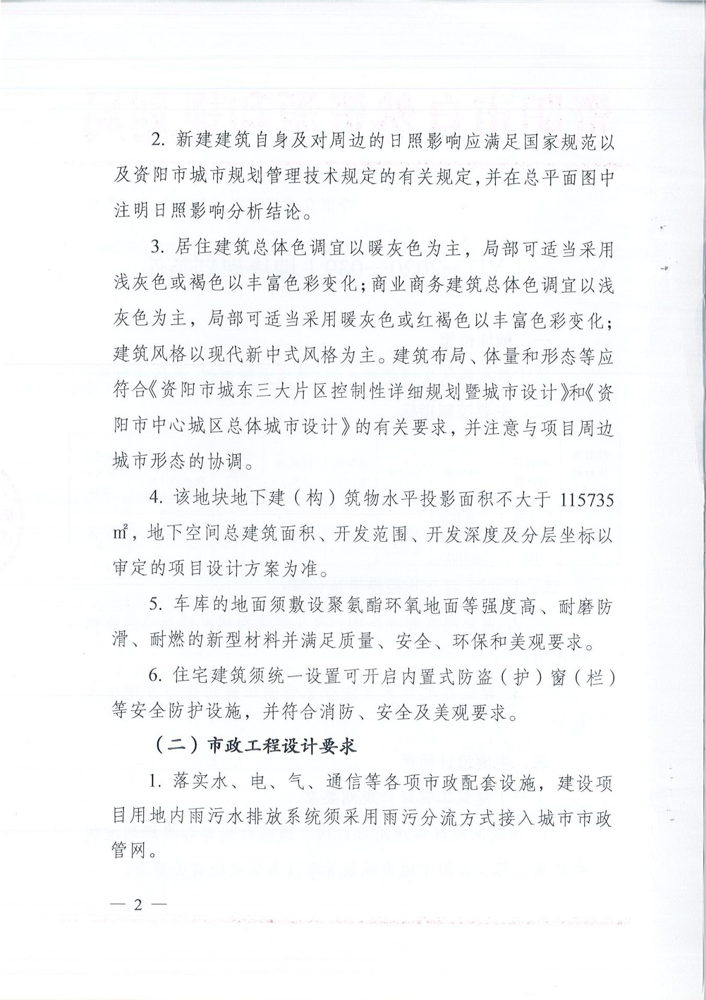 2. 新建建筑自身及对周边的日照影响应满足国家规范以
及资阳市城市规划管理技术规定的有关规定，并在总平面图中
注明日照影响分析结论。
3. 居住建筑总体色调宜以暖灰色为主，局部可适当采用
浅灰色或褐色以丰富色彩变化；商业商务建筑总体色调宜以浅
灰色为主，局部可适当采用暖灰色或红褐色以丰富色彩变化；
建筑风格以现代新中式风格为主。建筑布局、体量和形态等应
符合《资阳市城东三大片区控制性详细规划暨城市设计》和《资
阳市中心城区总体城市设计》的有关要求，并注意与项目周边
城市形态的协调。
4. 该地块地下建（构）筑物水平投影面积不大于 115735
㎡，地下空间总建筑面积、开发范围、开发深度及分层坐标以
审定的项目设计方案为准。
5. 车库的地面须敷设聚氨酯环氧地面等强度高、耐磨防
滑、耐燃的新型材料并满足质量、安全、环保和美观要求。
6. 住宅建筑须统一设置可开启内置式防盗（护）窗（栏）
等安全防护设施，并符合消防、安全及美观要求。
（二）市政工程设计要求
1. 落实水、电、气、通信等各项市政配套设施，建设项
目用地内雨污水排放系统须采用雨污分流方式接入城市市政
管网。
— 2 —